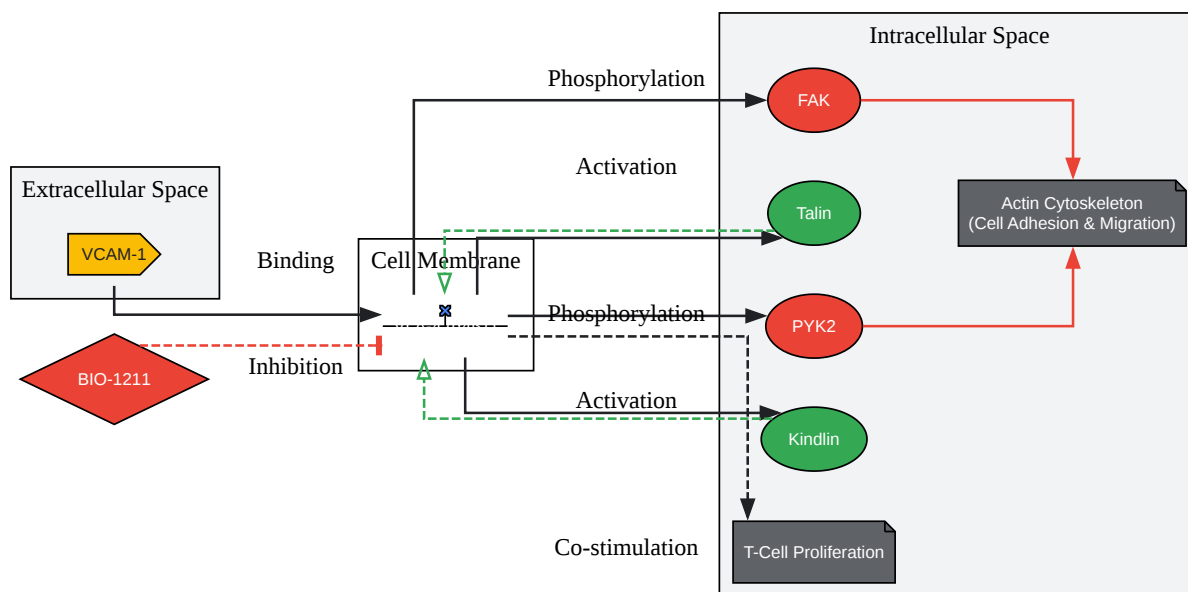 Intracellular Space
Phosphorylation
FAK
Activation
Extracellular Space
Talin
Actin Cytoskeleton
(Cell Adhesion & Migration)
VCAM-1
Binding
Cell Membrane
Phosphorylation
PYK2
Inhibition
BIO-1211
Activation
Kindlin
Co-stimulation
T-Cell Proliferation